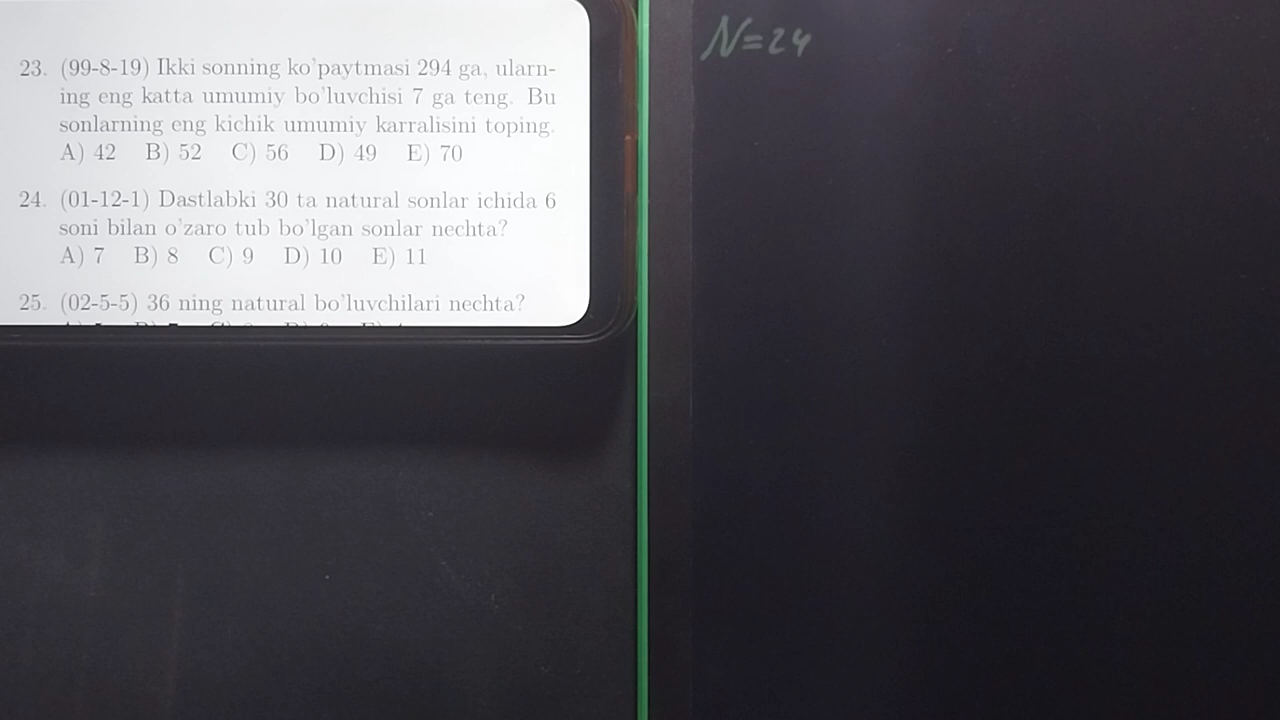 23. (99-8-19) Ikki sonning ko'paytmasi 294 ga, ularn-
ing eng katta umumiy bo'luvchisi 7 ga teng. Bu
sonlarning eng kichik umumiy karralisini toping.
A) 42 B) 52 C) 56 D) 49 E) 70
24. (01-12-1) Dastlabki 30 ta natural sonlar ichida 6
soni bilan o'zaro tub bo'lgan sonlar nechta?
A) 7 B) 8 C) 9 D) 10 E) 11
25. (02-5-5) 36 ning natural bo'luvchilari nechta?
N=24